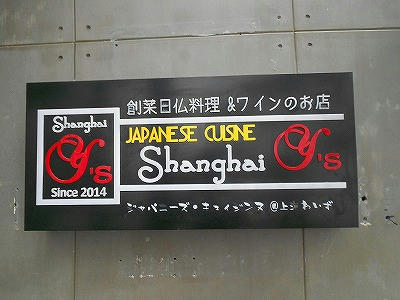 創菜日仏料理 &ワインのお店
Shanghai
Y's
Since 2014
JAPANESE CUISINE
Shanghai Y's
ジャパニーズ・キュイジンヌ @上海わいず